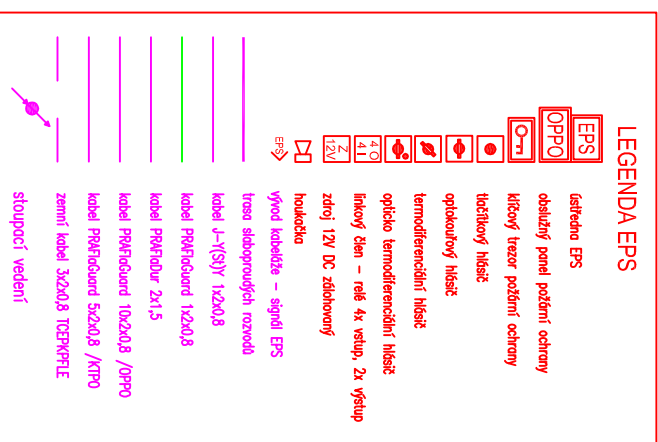 LEGENDA EPS
EPS ústředna EPS
OPPO obslužný panel požární ochrany
klíčový trezor požární ochrany
tlačítkový hlásič
optokouřový hlásič
termodiferenciální hlásič
opticko termodiferenciální hlásič
4 O 4 I linkový člen – relé 4x vstup, 2x výstup
Z 12V zdroj 12V DC zálohovaný
houkačka
EPS vývod kabeláže – signál EPS
trasa slaboproudých rozvodů
kabel J–Y(St)Y 1x2x0,8
kabel PRAFlaGuard 1x2x0,8
kabel PRAFlaDur 2x1,5
kabel PRAFlaGuard 10x2x0,8 /OPPO
kabel PRAFlaGuard 5x2x0,8 /KTPO
zemní kabel 3x2x0,8 TCEPKPFLE
stoupací vedení